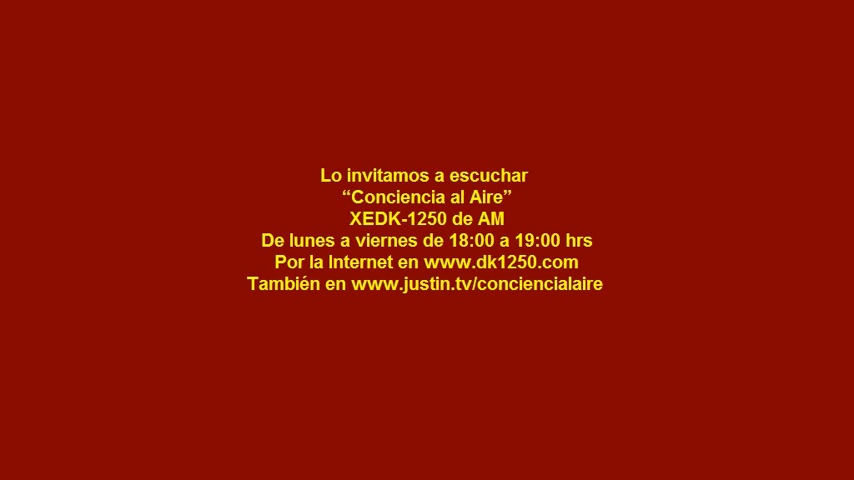 Lo invitamos a escuchar
“Conciencia al Aire”
XEDK-1250 de AM
De lunes a viernes de 18:00 a 19:00 hrs
Por la Internet en www.dk1250.com
También en www.justin.tv/conciencialaire